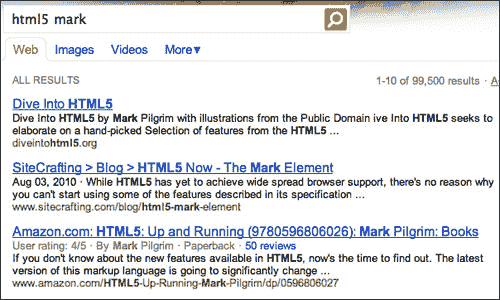 html5 mark
Web Images Videos More▾
ALL RESULTS 1-10 of 99,500 results ·
Dive Into HTML5
Dive Into HTML5 by Mark Pilgrim with illustrations from the Public Domain ive Into HTML5 seeks to
elaborate on a hand-picked Selection of features from the HTML5 ...
diveintohtml5.org
SiteCrafting > Blog > HTML5 Now - The Mark Element
Aug 03, 2010 · While HTML5 has yet to achieve wide spread browser support, there's no reason why
you can't start using some of the features described in its specification ...
www.sitecrafting.com/blog/html5-mark-element
Amazon.com: HTML5: Up and Running (9780596806026): Mark Pilgrim: Books
User rating: 4/5 · By Mark Pilgrim · Paperback · 50 reviews
If you don't know about the new features available in HTML5, now's the time to find out. The latest
version of this markup language is going to significantly change ...
www.amazon.com/HTML5-Up-Running-Mark-Pilgrim/dp/0596806027